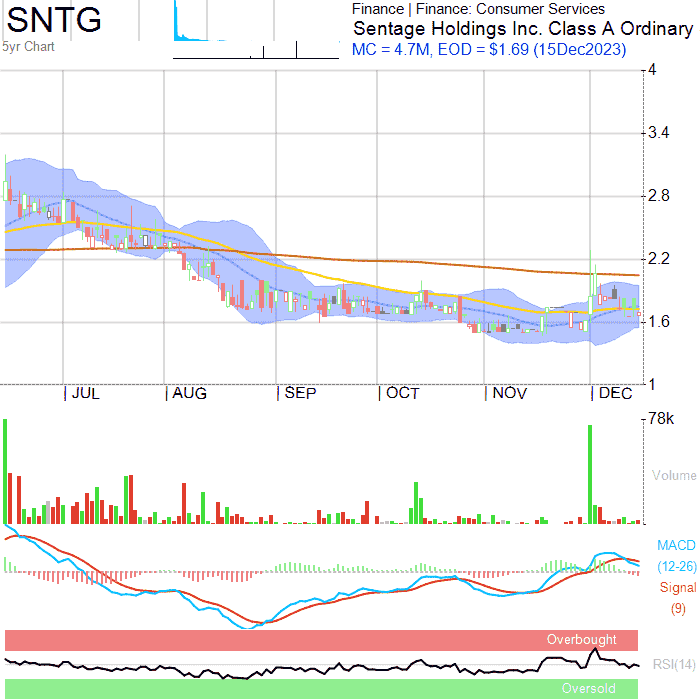 SNTG
5yr Chart
Finance | Finance: Consumer Services
Sentage Holdings Inc. Class A Ordinary
MC = 4.7M, EOD = $1.69 (15Dec2023)
4
3.4
2.8
2.2
1.6
1
JUL AUG SEP OCT NOV DEC
78k
Volume
MACD
(12-26)
Signal
(9)
Overbought
RSI(14)
Oversold